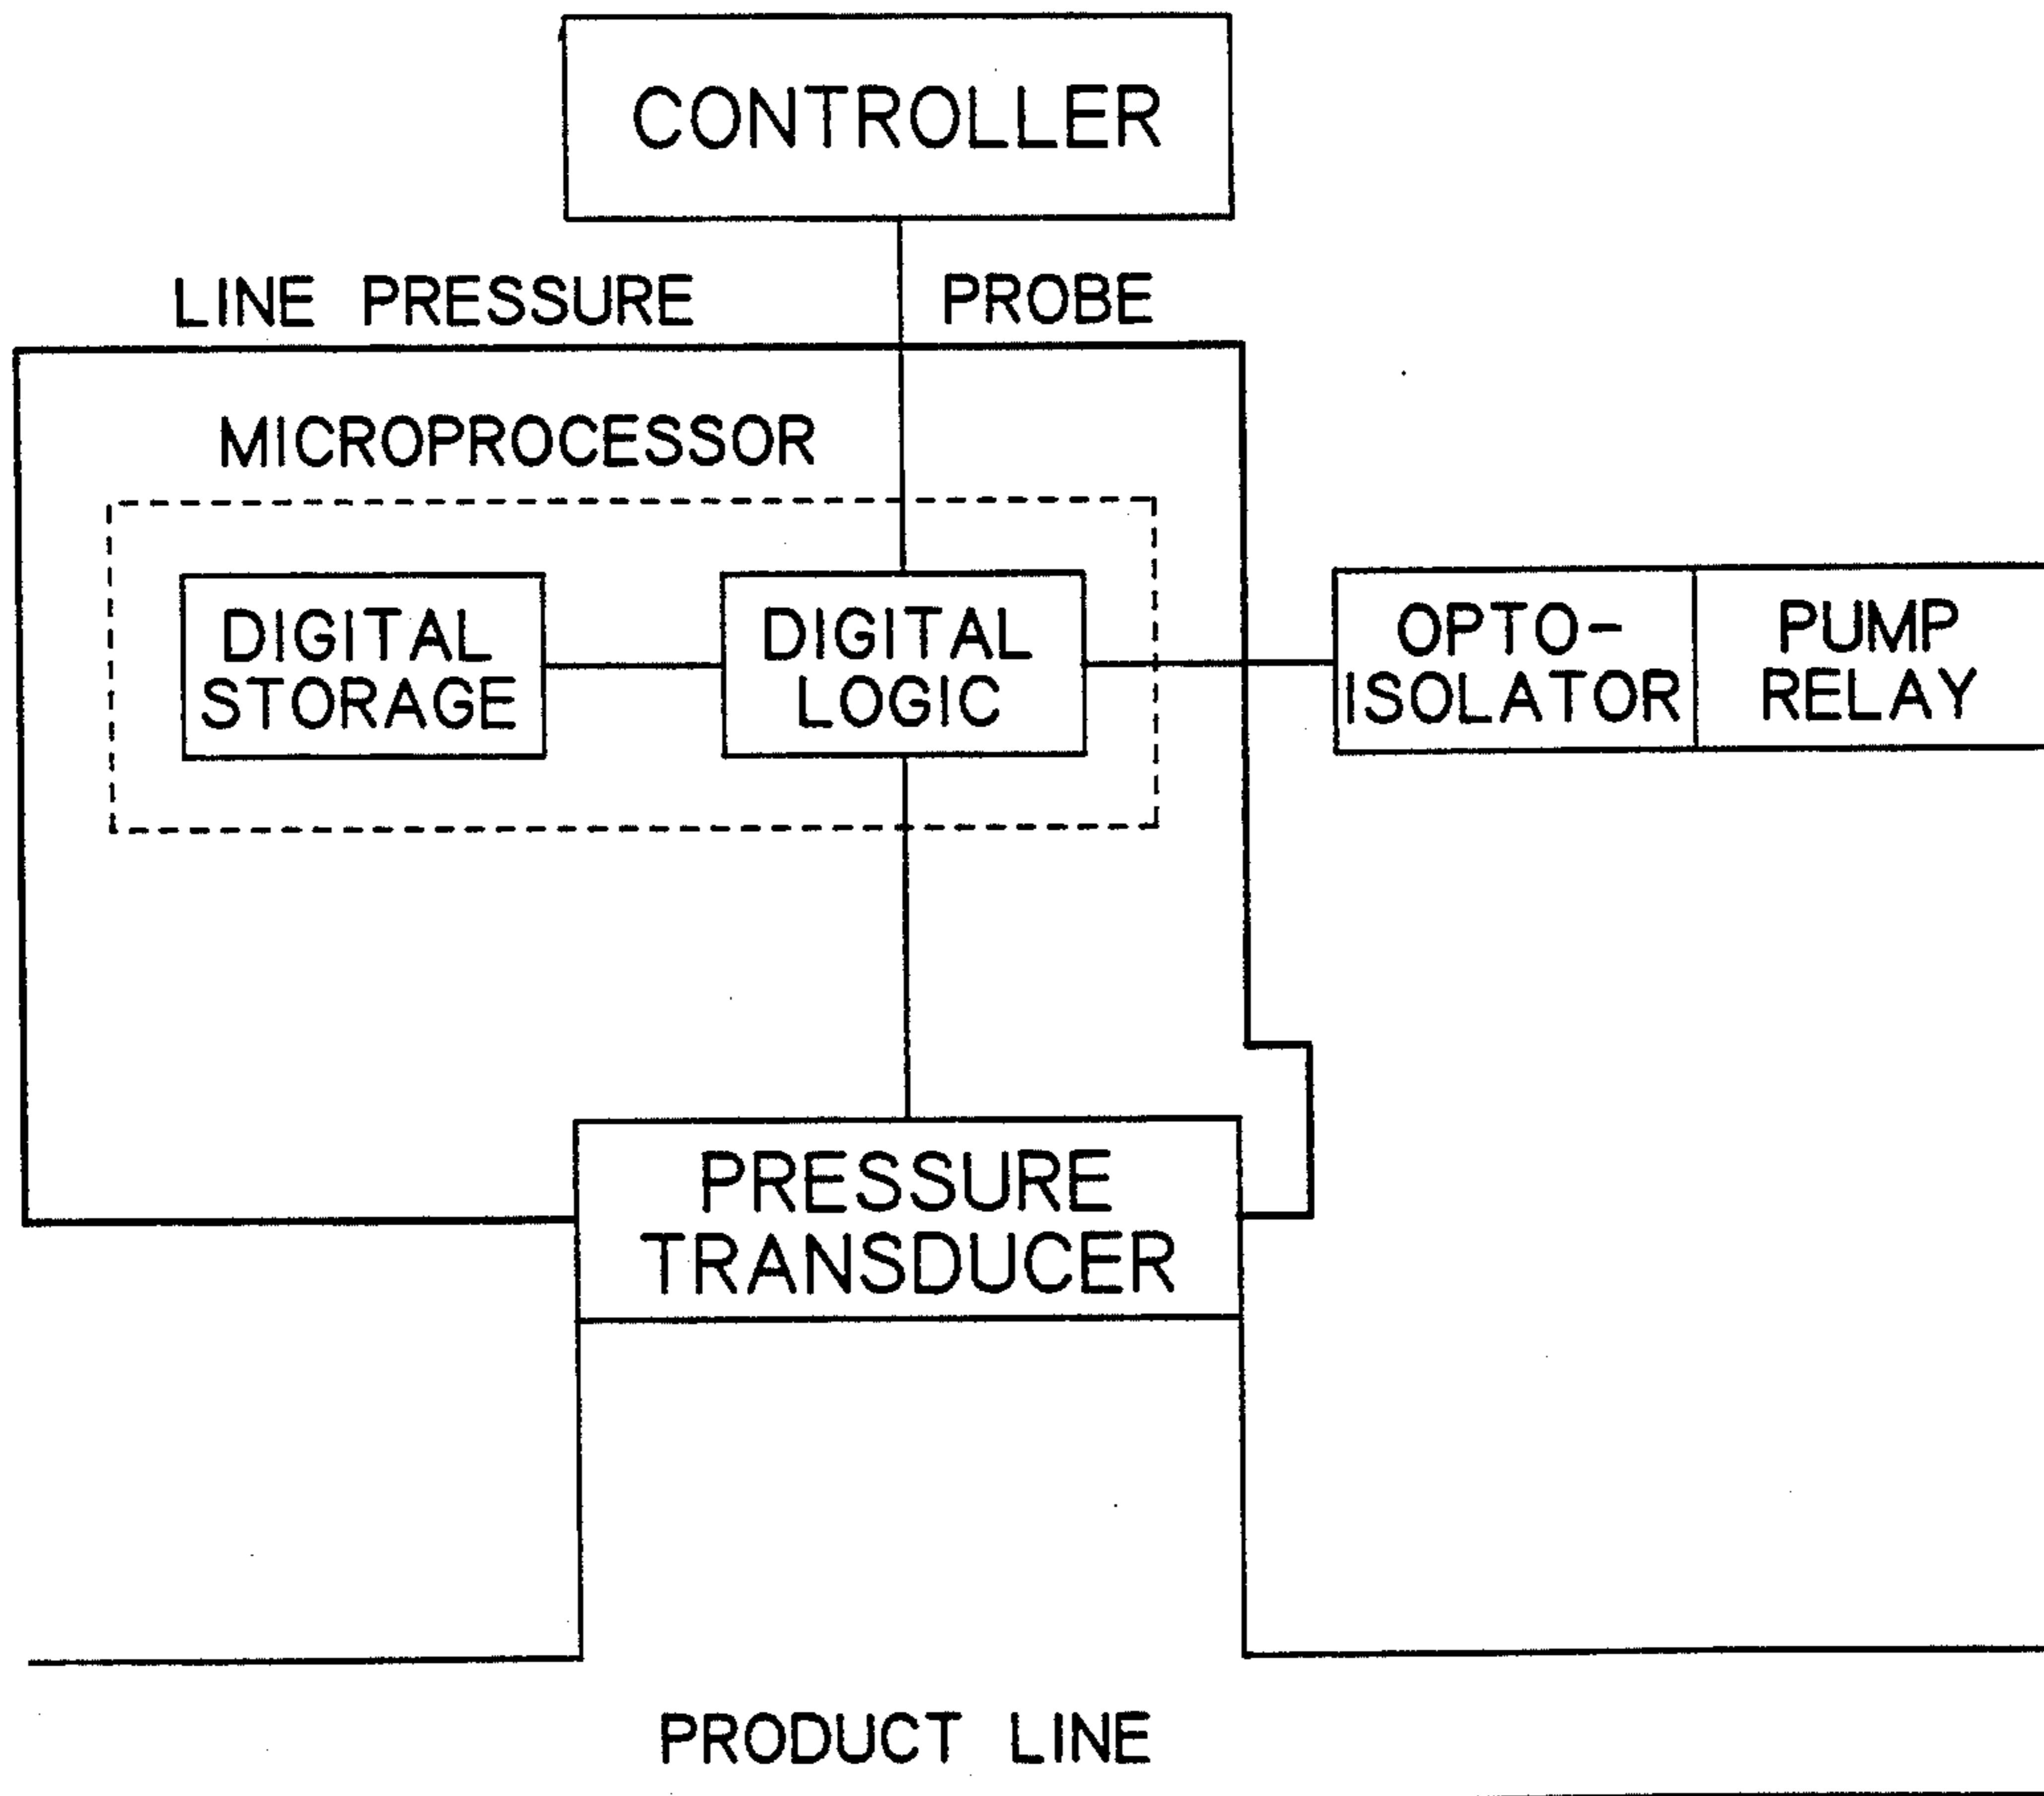 CONTROLLER
LINE PRESSURE PROBE
MICROPROCESSOR
DIGITAL
STORAGE
DIGITAL
LOGIC
OPTO-
ISOLATOR
PUMP
RELAY
PRESSURE
TRANSDUCER
PRODUCT LINE